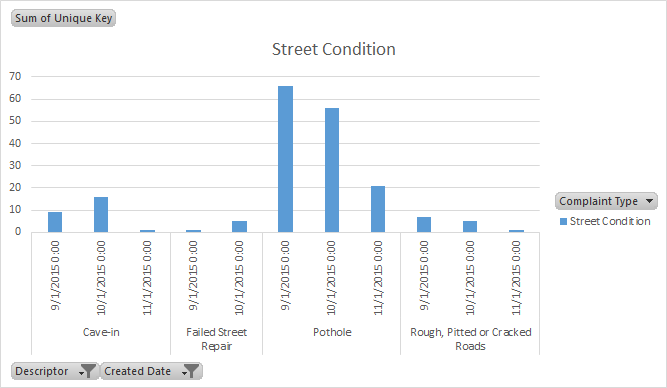 Sum of Unique Key
Street Condition
70
60
50
40
30
20
10
0
9/1/2015 0:00
10/1/2015 0:00
11/1/2015 0:00
9/1/2015 0:00
10/1/2015 0:00
9/1/2015 0:00
10/1/2015 0:00
11/1/2015 0:00
9/1/2015 0:00
10/1/2015 0:00
11/1/2015 0:00
Cave-in
Failed Street
Repair
Pothole
Rough, Pitted or Cracked
Roads
Complaint Type
Street Condition
Descriptor
Created Date